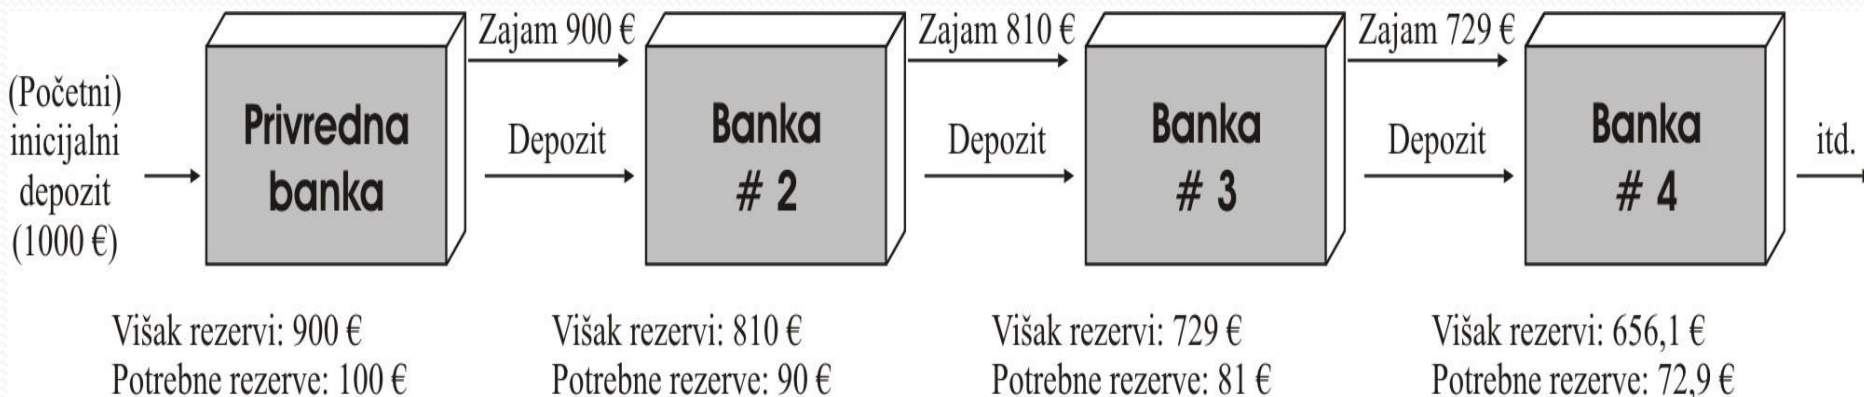 (Početni)
inicijalni
depozit
(1000 €)
Privredna
banka
Zajam 900 €
Depozit
Banka
# 2
Zajam 810 €
Depozit
Banka
# 3
Zajam 729 €
Depozit
Banka
# 4
itd.
Višak rezervi: 900 €
Potrebne rezerve: 100 €
Višak rezervi: 810 €
Potrebne rezerve: 90 €
Višak rezervi: 729 €
Potrebne rezerve: 81 €
Višak rezervi: 656,1 €
Potrebne rezerve: 72,9 €